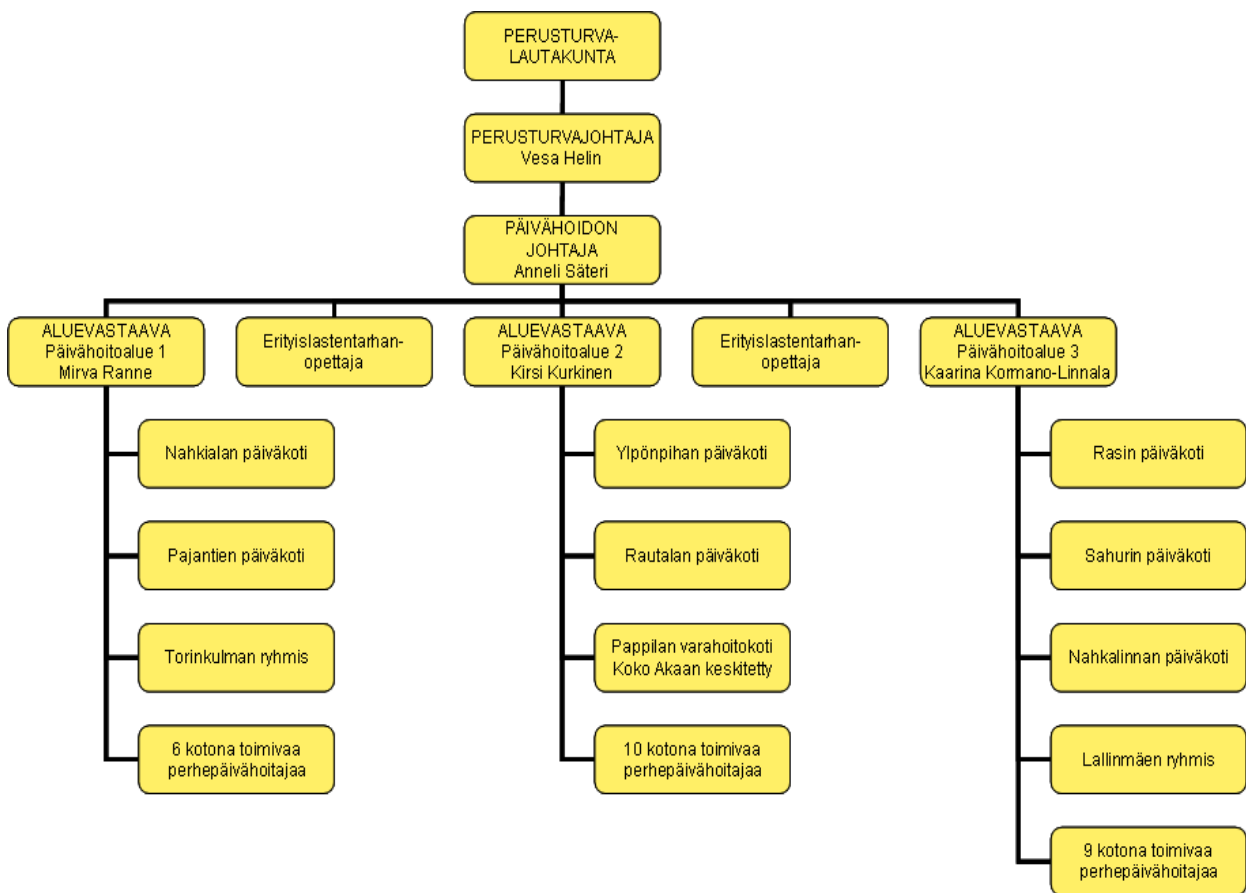 PERUSTURVA-
LAUTAKUNTA
PERUSTURVAJOHTAJA
Vesa Helin
PÄIVÄHOIDON
JOHTAJA
Anneli Säteri
ALUEVASTAAVA
Päivähoitoalue 1
Mirva Ranne
Erityislastentarhan-
opettaja
ALUEVASTAAVA
Päivähoitoalue 2
Kirsi Kurkinen
Erityislastentarhan-
opettaja
ALUEVASTAAVA
Päivähoitoalue 3
Kaarina Kormano-Linnala
Nahkialan päiväkoti
Pajantien päiväkoti
Torinkulman ryhmis
6 kotona toimivaa
perhepäivähoitajaa
Ylpönpihan päiväkoti
Rautalan päiväkoti
Pappilan varahoitokoti
Koko Akaan keskitetty
10 kotona toimivaa
perhepäivähoitajaa
Rasin päiväkoti
Sahurin päiväkoti
Nahkalinnan päiväkoti
Lallinmäen ryhmis
9 kotona toimivaa
perhepäivähoitajaa